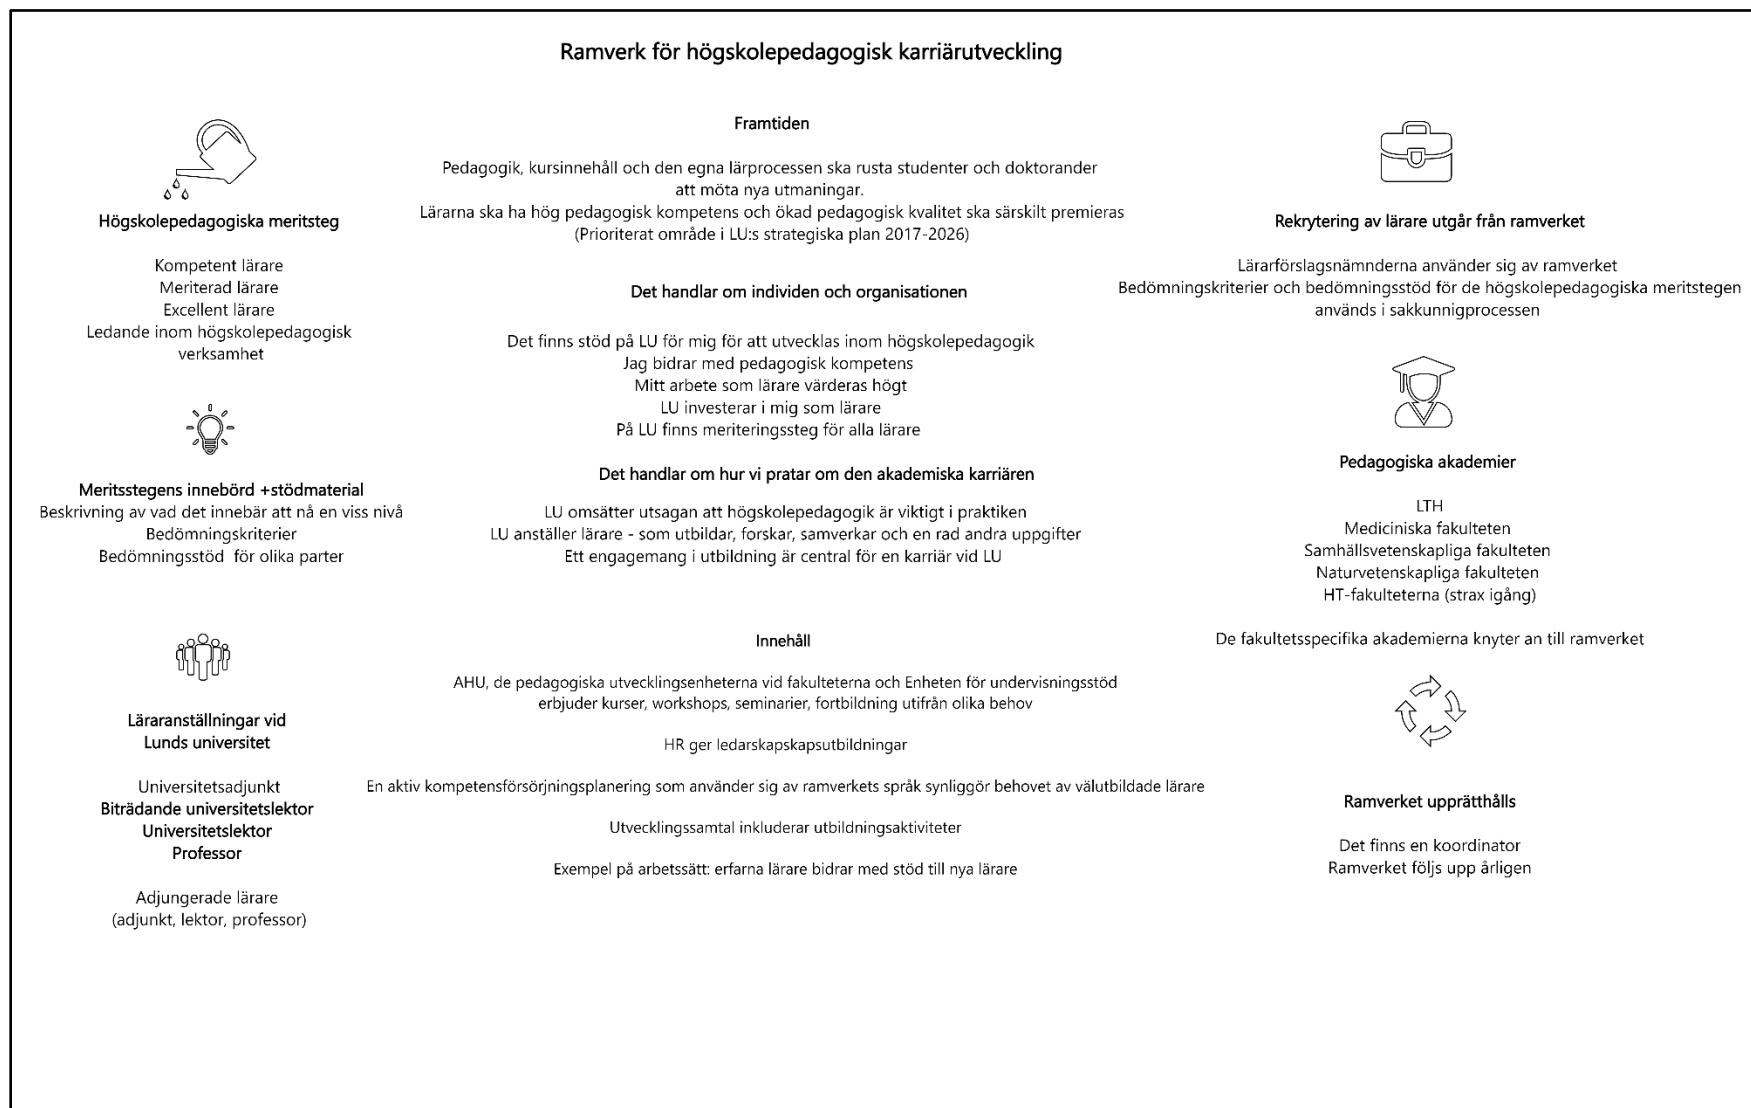 Ramverk för högskolepedagogisk karriärutveckling
Högskolepedagogiska meritsteg
Kompetent lärare
Meriterad lärare
Excellent lärare
Ledande inom högskolepedagogisk
verksamhet
Meritsstegens innebörd +stödmaterial
Beskrivning av vad det innebär att nå en viss nivå
Bedömningskriterier
Bedömningsstöd för olika parter
Läraranställningar vid
Lunds universitet
Universitetsadjunkt
Biträdande universitetslektor
Universitetslektor
Professor
Adjungerade lärare
(adjunkt, lektor, professor)
Framtiden
Pedagogik, kursinnehåll och den egna lärprocessen ska rusta studenter och doktorander
att möta nya utmaningar.
Lärarna ska ha hög pedagogisk kompetens och ökad pedagogisk kvalitet ska särskilt premieras
(Prioriterat område i LU:s strategiska plan 2017-2026)
Det handlar om individen och organisationen
Det finns stöd på LU för mig för att utvecklas inom högskolepedagogik
Jag bidrar med pedagogisk kompetens
Mitt arbete som lärare värderas högt
LU investerar i mig som lärare
På LU finns meriteringssteg för alla lärare
Det handlar om hur vi pratar om den akademiska karriären
LU omsätter utsagan att högskolepedagogik är viktigt i praktiken
LU anställer lärare - som utbildar, forskar, samverkar och en rad andra uppgifter
Ett engagemang i utbildning är central för en karriär vid LU
Innehåll
AHU, de pedagogiska utvecklingsenheterna vid fakulteterna och Enheten för undervisningsstöd
erbjuder kurser, workshops, seminarier, fortbildning utifrån olika behov
HR ger ledarskapskapsutbildningar
En aktiv kompetensförsörjningsplanering som använder sig av ramverkets språk synliggör behovet av välutbildade lärare
Utvecklingssamtal inkluderar utbildningsaktiviteter
Exempel på arbetssätt: erfarna lärare bidrar med stöd till nya lärare
Rekrytering av lärare utgår från ramverket
Lärarförslagsnämnderna använder sig av ramverket
Bedömningskriterier och bedömningsstöd för de högskolepedagogiska meritstegen
används i sakkunnigprocessen
Pedagogiska akademier
LTH
Medicinska fakulteten
Samhällsvetenskapliga fakulteten
Naturvetenskapliga fakulteten
HT-fakulteterna (strax igång)
De fakultetsspecifika akademierna knyter an till ramverket
Ramverket upprätthålls
Det finns en koordinator
Ramverket följs upp årligen